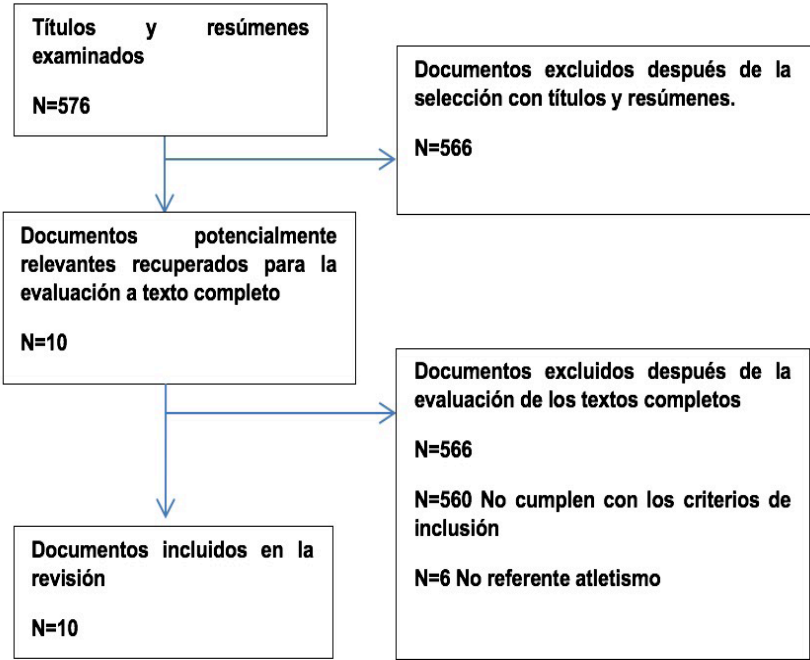 Títulos y resúmenes
examinados
N=576
Documentos excluidos después de la
selección con títulos y resúmenes.
N=566
Documentos potencialmente
relevantes recuperados para la
evaluación a texto completo
N=10
Documentos excluidos después de la
evaluación de los textos completos
N=566
N=560 No cumplen con los criterios de
inclusión
N=6 No referente atletismo
Documentos incluidos en la
revisión
N=10